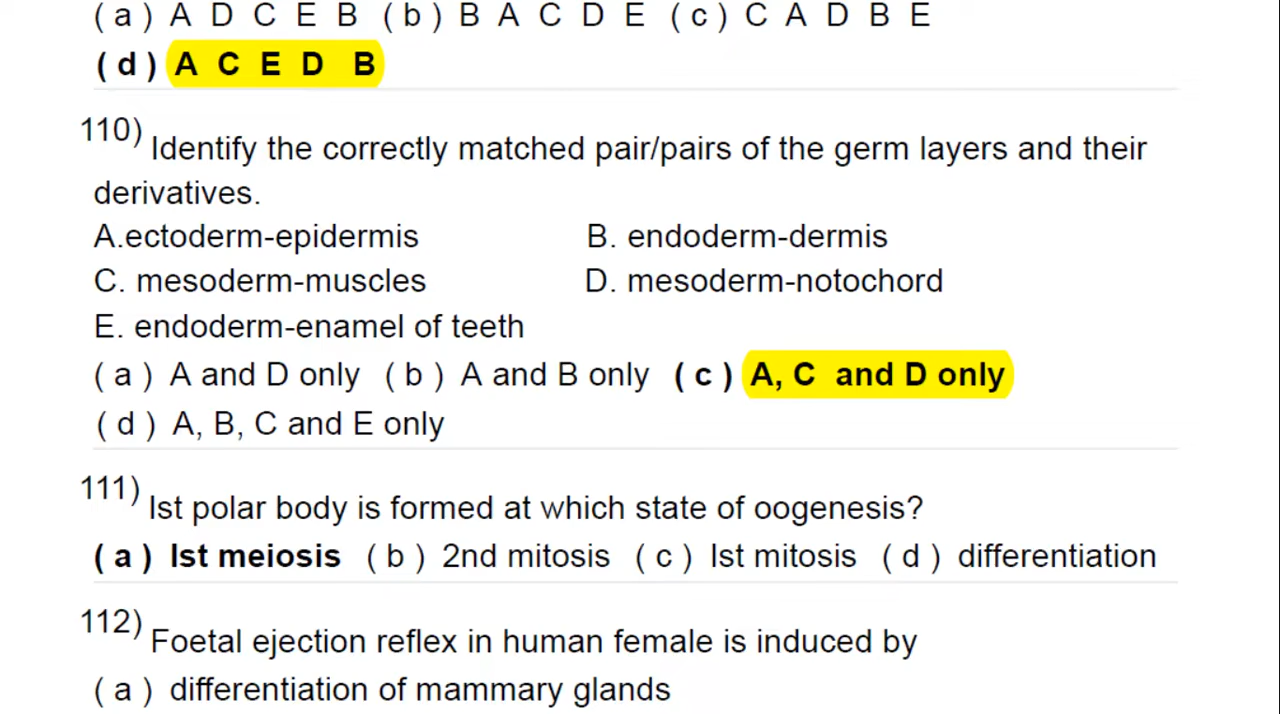 ( a ) A D C E B ( b ) B A C D E ( c ) C A D B E
( d ) A C E D B
110) Identify the correctly matched pair/pairs of the germ layers and their
derivatives.
A.ectoderm-epidermis B. endoderm-dermis
C. mesoderm-muscles D. mesoderm-notochord
E. endoderm-enamel of teeth
( a ) A and D only ( b ) A and B only ( c ) A, C and D only
( d ) A, B, C and E only
111) Ist polar body is formed at which state of oogenesis?
( a ) Ist meiosis ( b ) 2nd mitosis ( c ) Ist mitosis ( d ) differentiation
112) Foetal ejection reflex in human female is induced by
( a ) differentiation of mammary glands